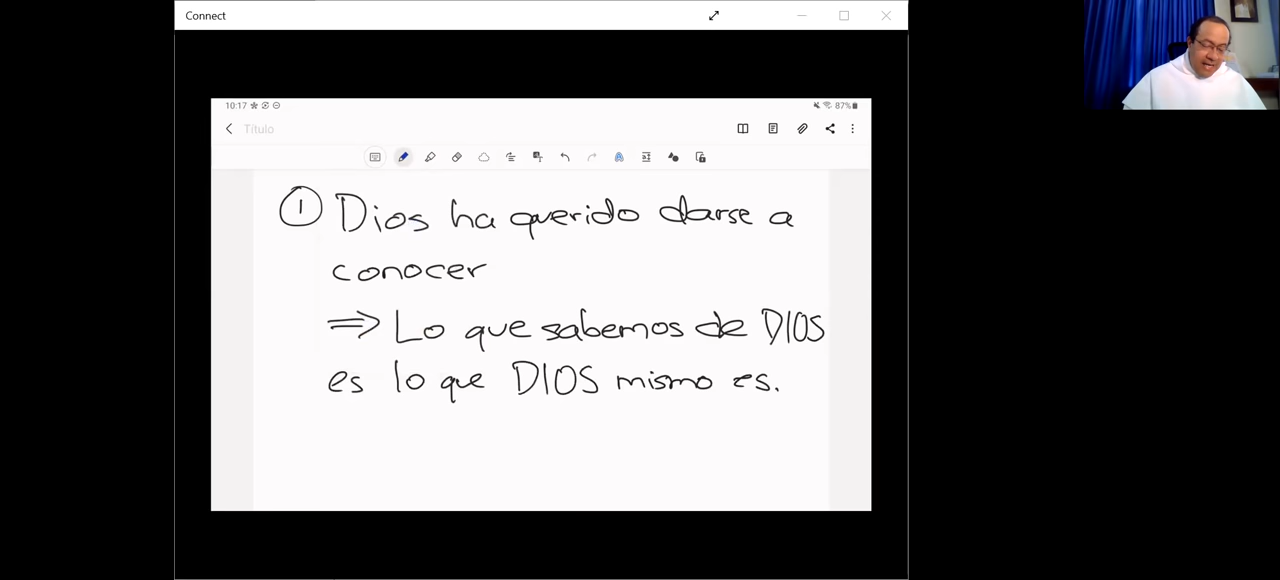 Connect
10:17
87%
Título
① Dios ha querido darse a
conocer
⇒ Lo que sabemos de DIOS
es lo que DIOS mismo es.